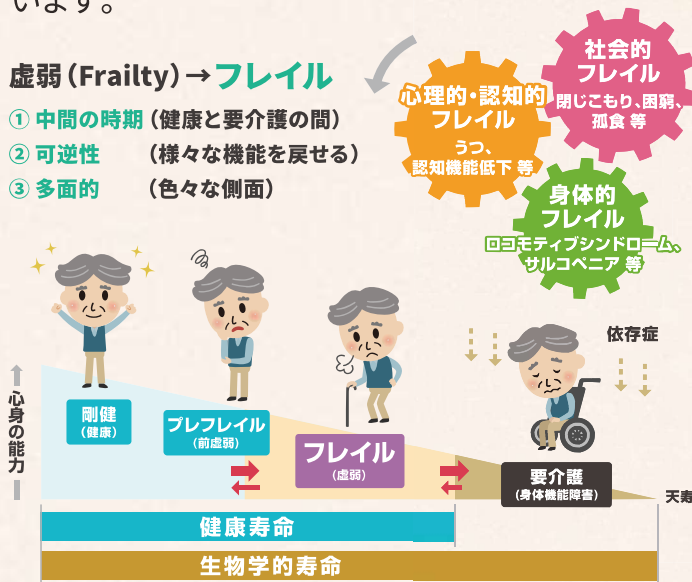 います。
虚弱（Frailty）→フレイル
① 中間の時期（健康と要介護の間）
② 可逆性　（様々な機能を戻せる）
③ 多面的　（色々な側面）
社会的
フレイル
閉じこもり、困窮、
孤食 等
心理的・認知的
フレイル
うつ、
認知機能低下 等
身体的
フレイル
ロコモティブシンドローム、
サルコペニア 等
依存症
心身の能力
剛健
（健康）
プレフレイル
（前虚弱）
フレイル
（虚弱）
要介護
（身体機能障害）
天寿
健康寿命
生物学的寿命